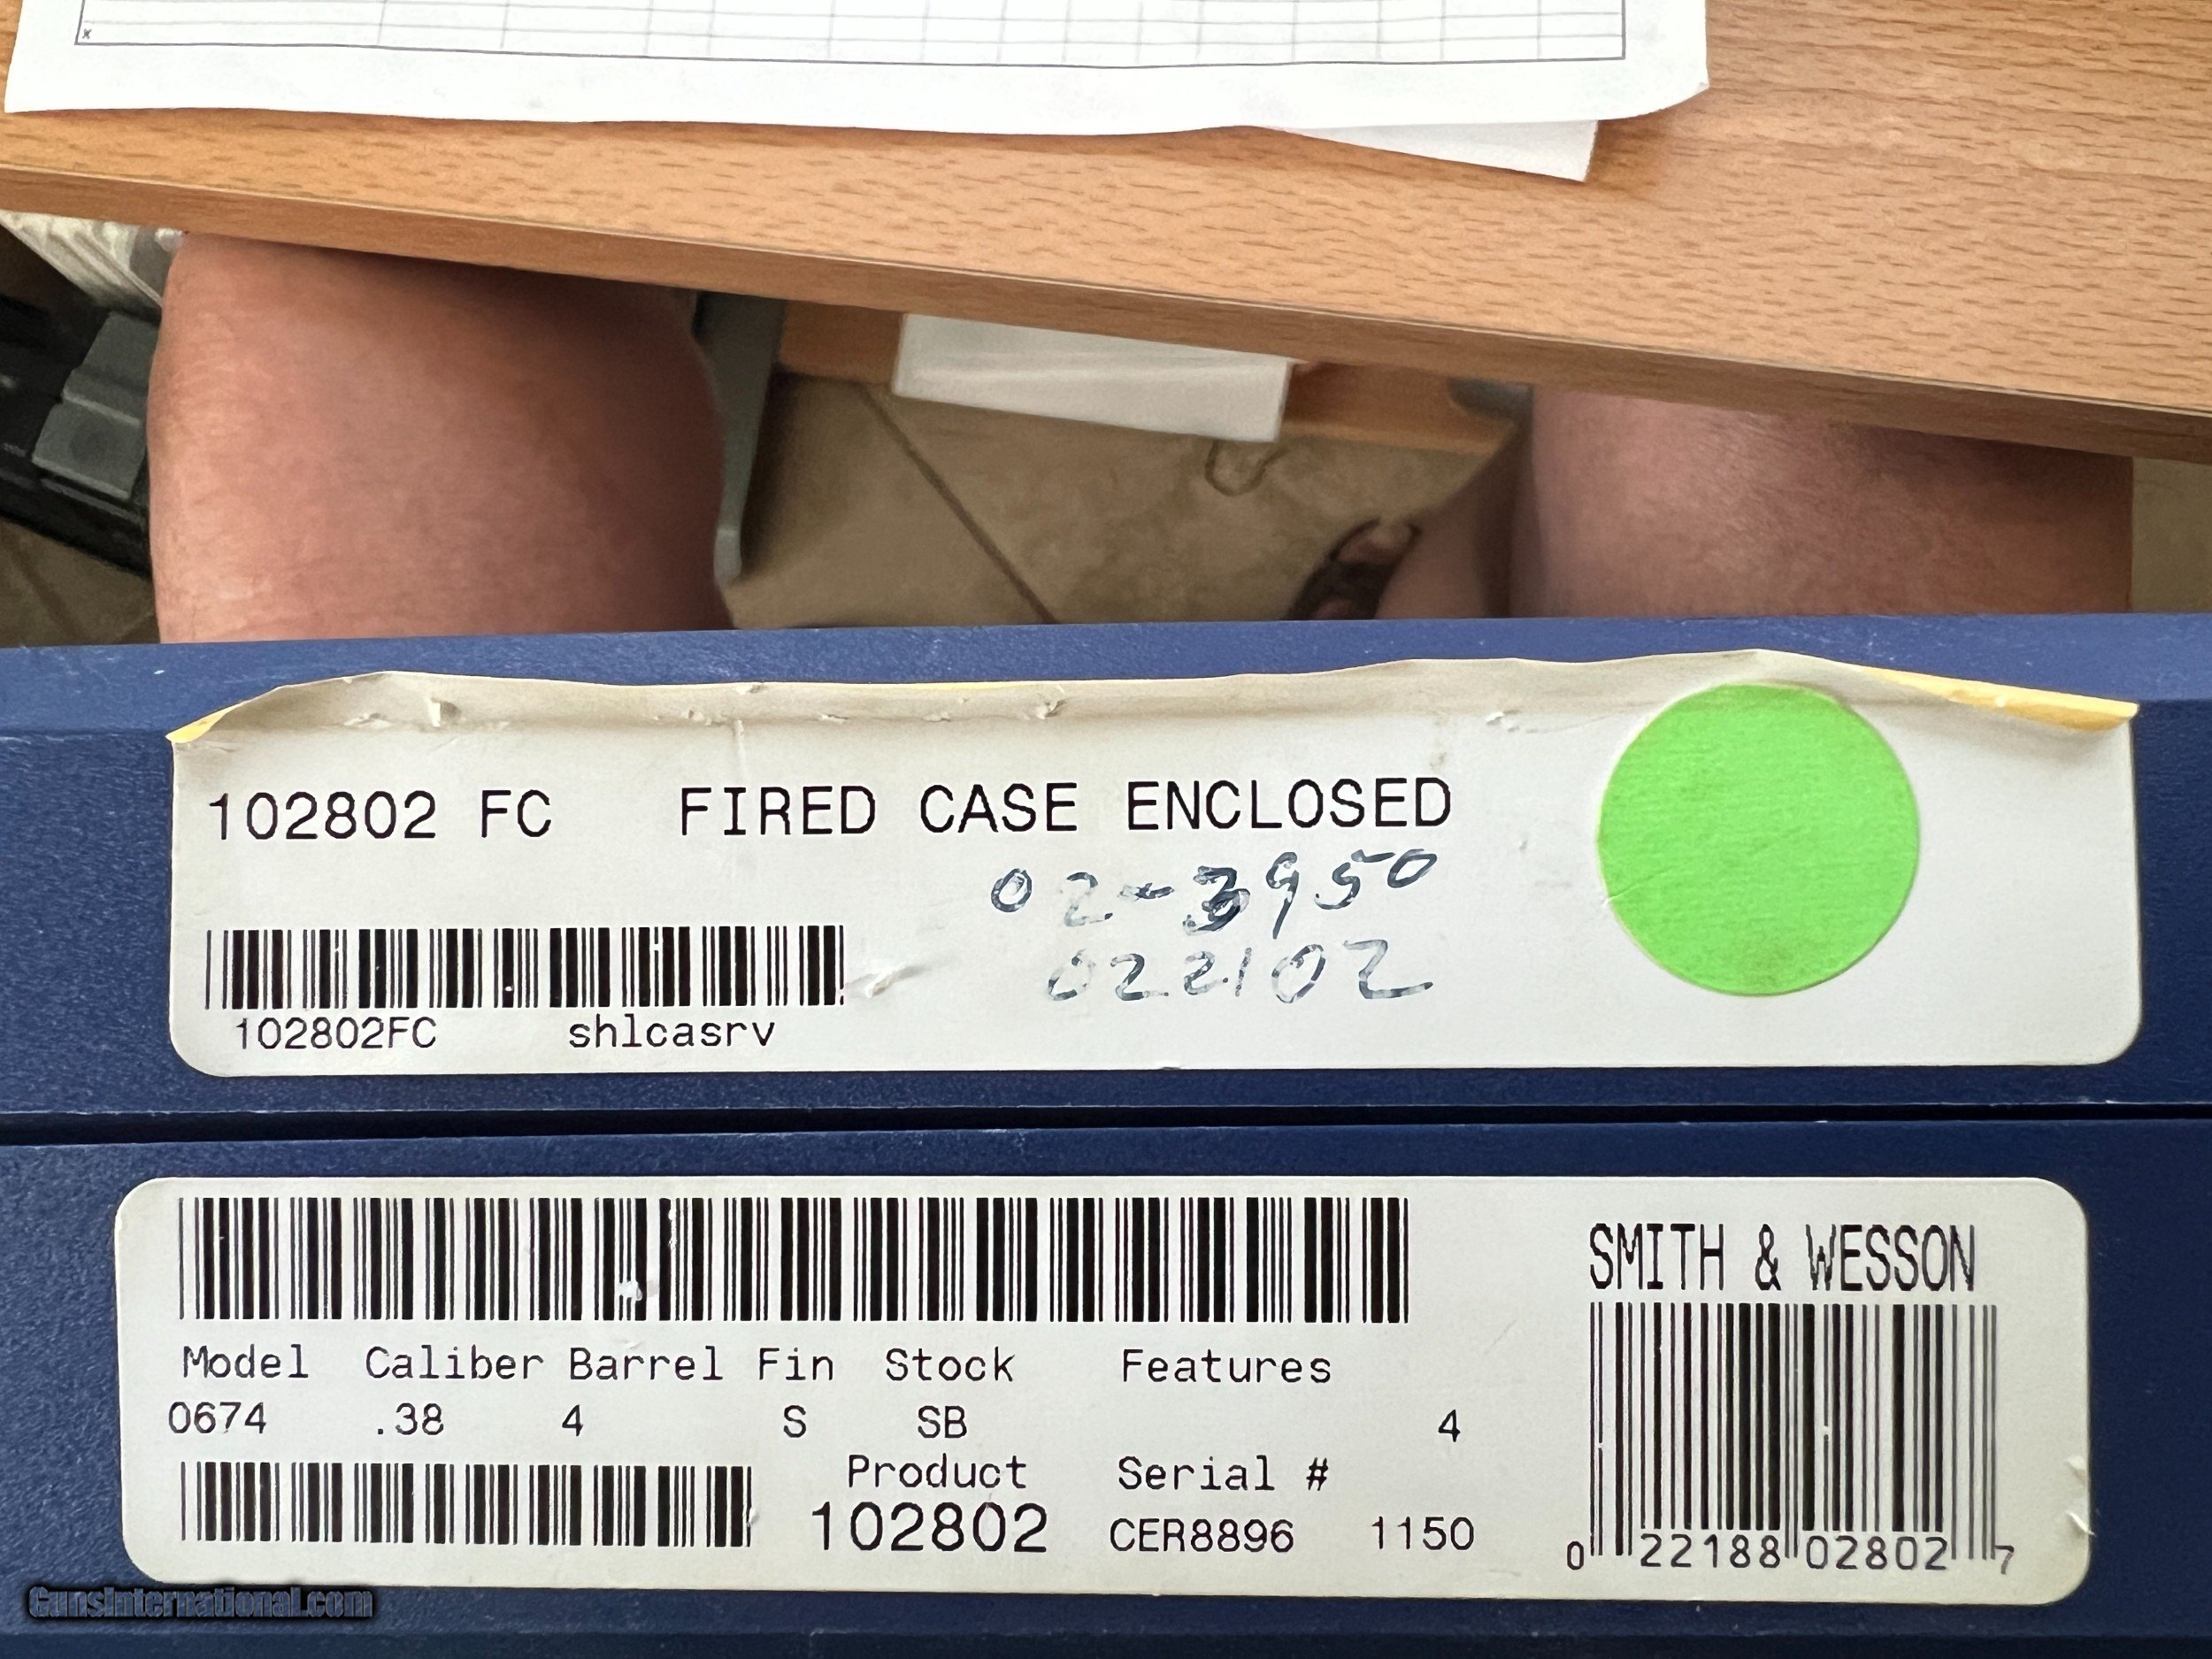 x
102802 FC FIRED CASE ENCLOSED
02-3950
022102
102802FC shlcasrv
SMITH & WESSON
Model Caliber Barrel Fin Stock Features
0674 .38 4 S SB 4
Product Serial #
102802 CER8896 1150
0 22188 02802 7
GunsInternational.com